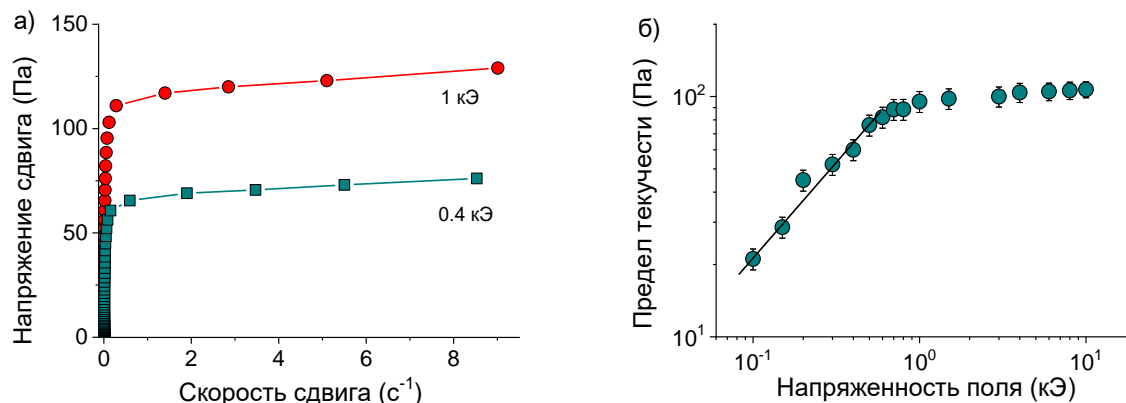 а)
Напряжение сдвига (Па)
150
100
50
0
1 кЭ
0.4 кЭ
0 2 4 6 8
Скорость сдвига (с⁻¹)
б)
Предел текучести (Па)
10²
10¹
10⁻¹ 10⁰ 10¹
Напряженность поля (кЭ)